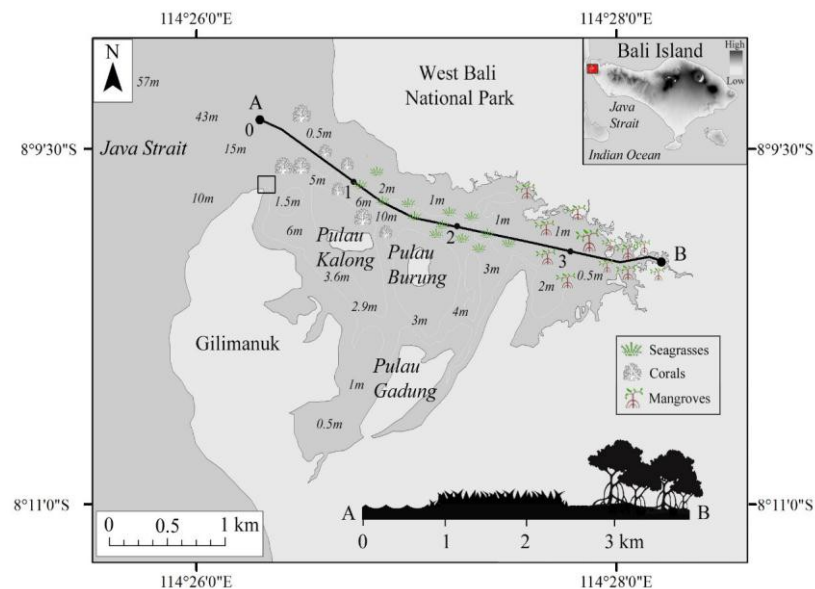 114°26'0"E
114°28'0"E
N
57m
West Bali
National Park
Bali Island
High
Low
Java
Strait
Indian Ocean
A
0
43m
0.5m
8°9'30"S
8°9'30"S
Java Strait
15m
5m
1
2m
10m
1.5m
6m
1m
10m
1m
1m
6m
2
3
B
Pulau
Kalong
Pulau
Burung
3m
0.5m
3.6m
2m
2.9m
3m
4m
Gilimanuk
Seagrasses
Corals
Mangroves
Pulau
Gadung
1m
0.5m
8°11'0"S
8°11'0"S
0 0.5 1 km
A
B
0 1 2 3 km
114°26'0"E
114°28'0"E